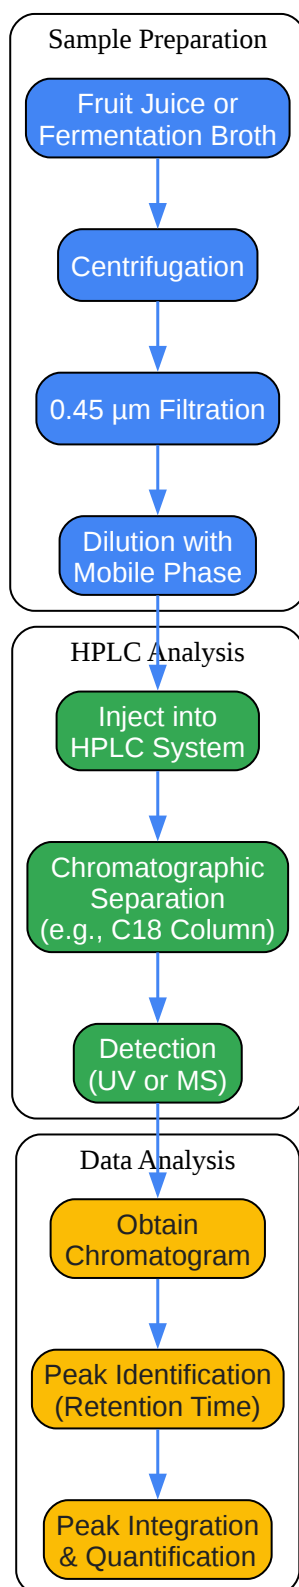 Sample Preparation
Fruit Juice or
Fermentation Broth
Centrifugation
0.45 µm Filtration
Dilution with
Mobile Phase
HPLC Analysis
Inject into
HPLC System
Chromatographic
Separation
(e.g., C18 Column)
Detection
(UV or MS)
Data Analysis
Obtain
Chromatogram
Peak Identification
(Retention Time)
Peak Integration
& Quantification